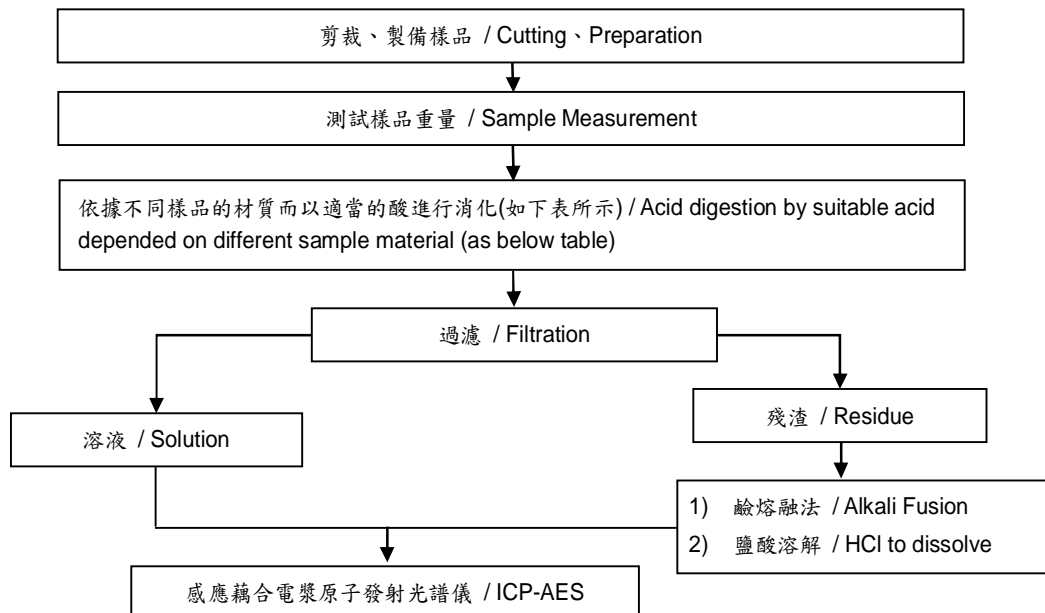 剪裁、製備樣品 / Cutting、Preparation
測試樣品重量 / Sample Measurement
依據不同樣品的材質而以適當的酸進行消化(如下表所示) / Acid digestion by suitable acid
depended on different sample material (as below table)
過濾 / Filtration
溶液 / Solution
殘渣 / Residue
1) 鹼熔融法 / Alkali Fusion
2) 鹽酸溶解 / HCl to dissolve
感應藕合電漿原子發射光譜儀 / ICP-AES